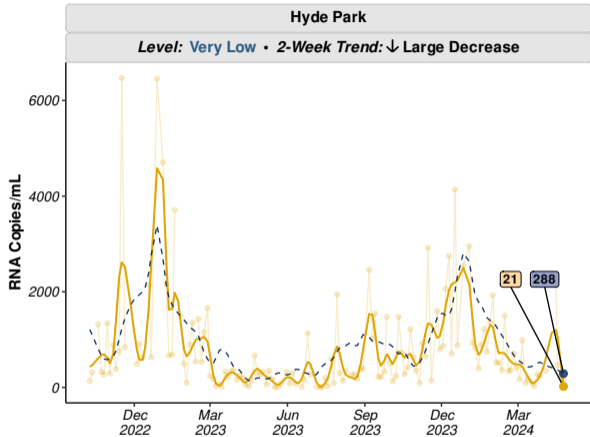 Hyde Park
Level: Very Low • 2-Week Trend: ↓ Large Decrease
RNA Copies/mL
6000
4000
2000
0
21
288
Dec 2022
Mar 2023
Jun 2023
Sep 2023
Dec 2023
Mar 2024